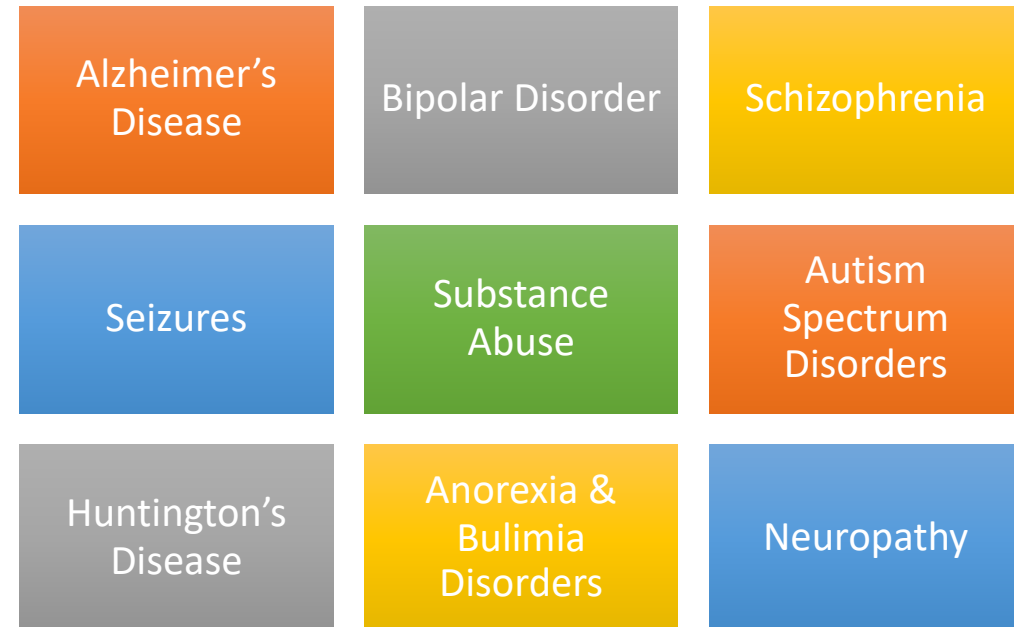 Alzheimer’s
Disease
Bipolar Disorder
Schizophrenia
Seizures
Substance
Abuse
Autism
Spectrum
Disorders
Huntington’s
Disease
Anorexia &
Bulimia
Disorders
Neuropathy